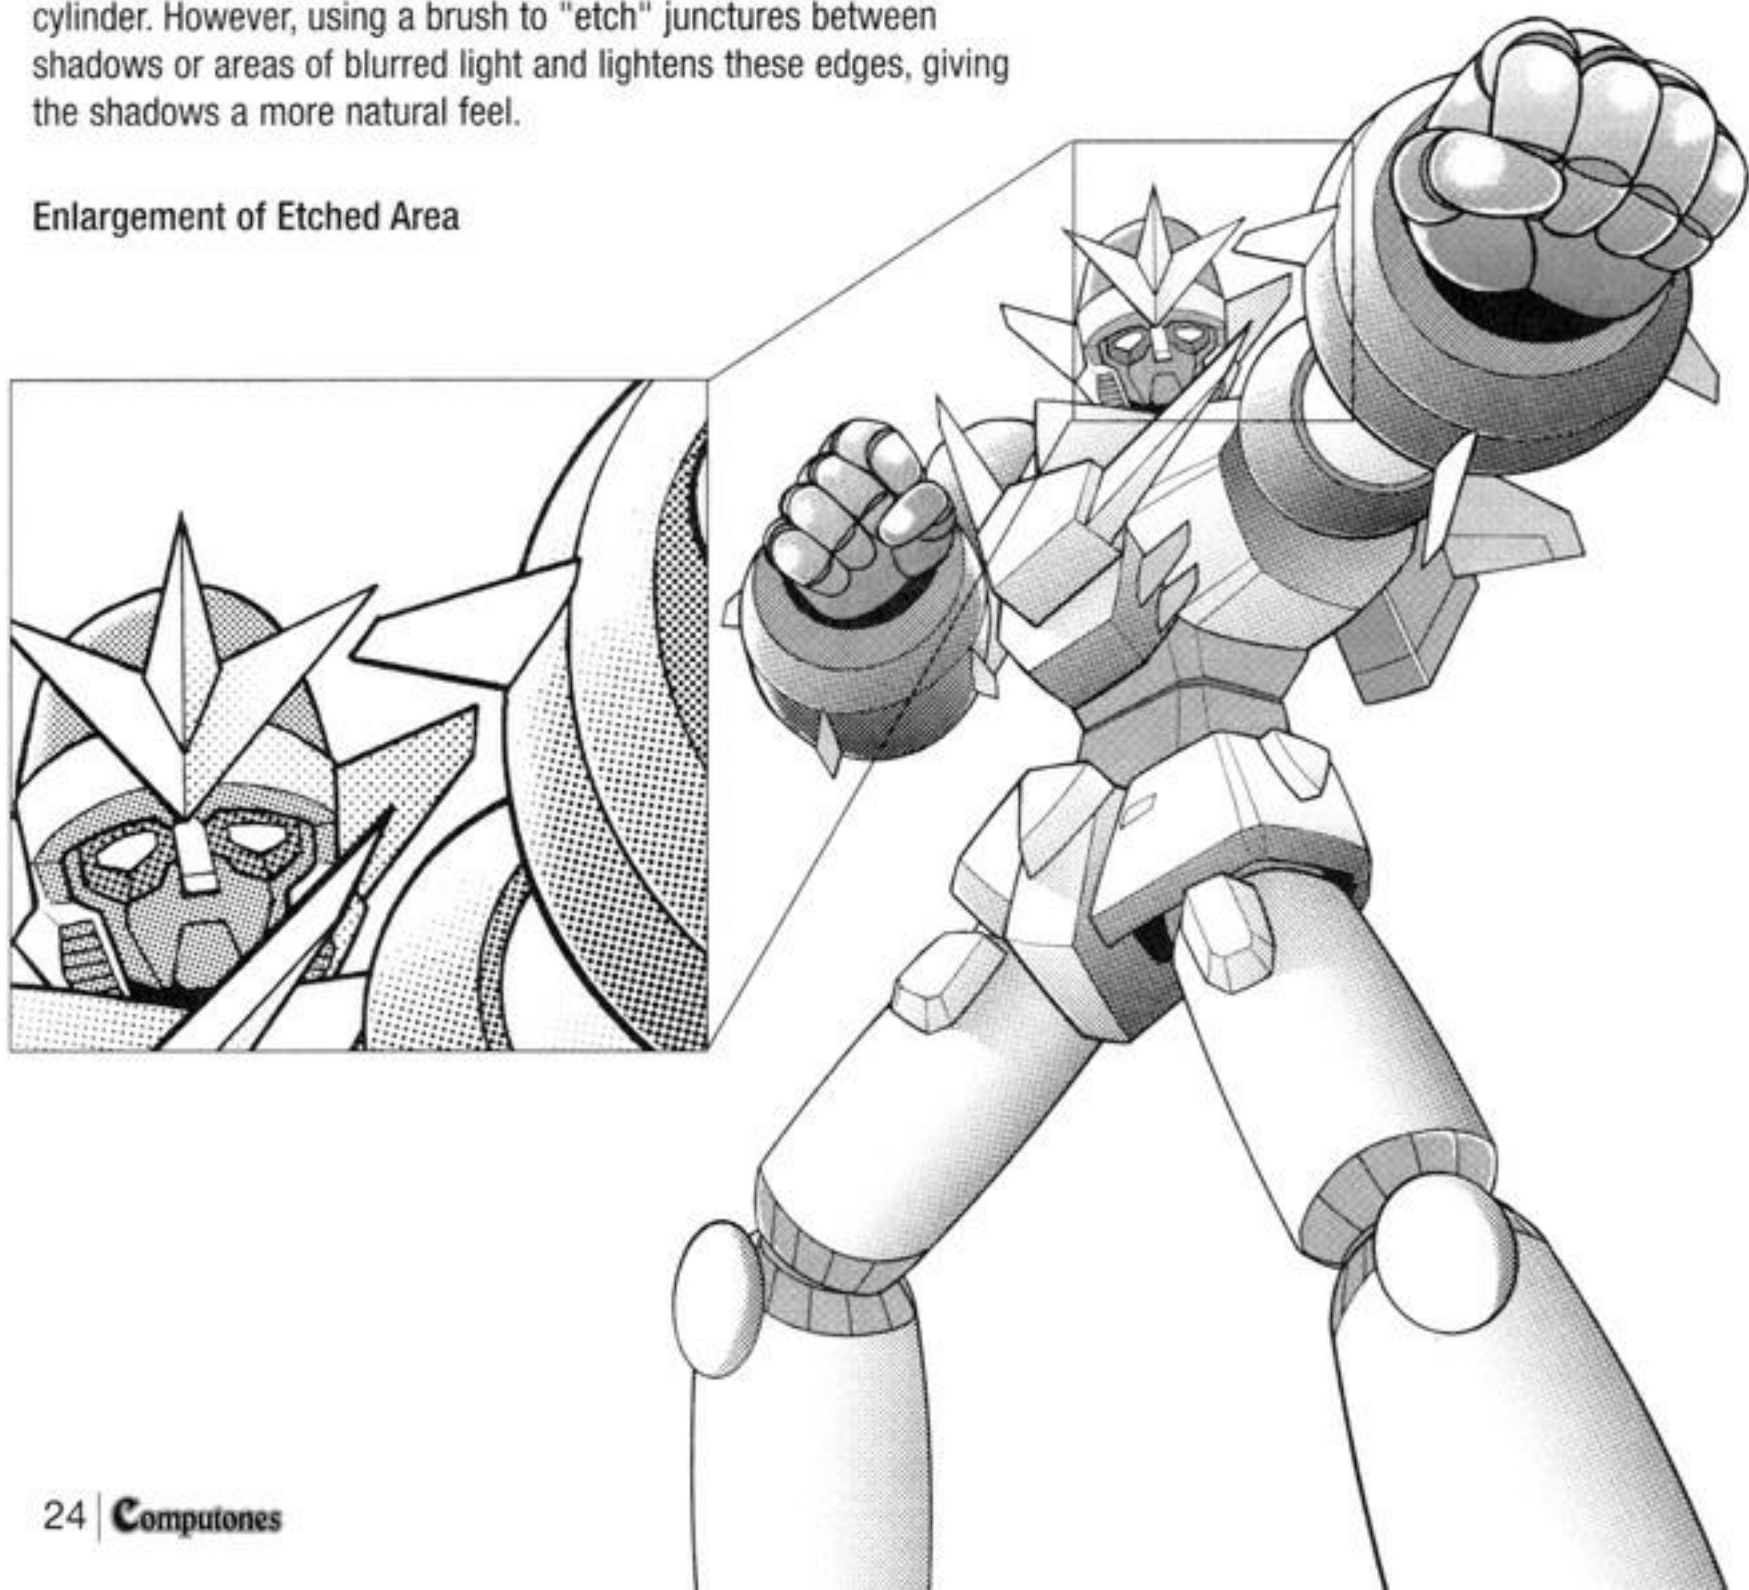 cylinder. However, using a brush to "etch" junctures between
shadows or areas of blurred light and lightens these edges, giving
the shadows a more natural feel.
Enlargement of Etched Area
24 | Computones